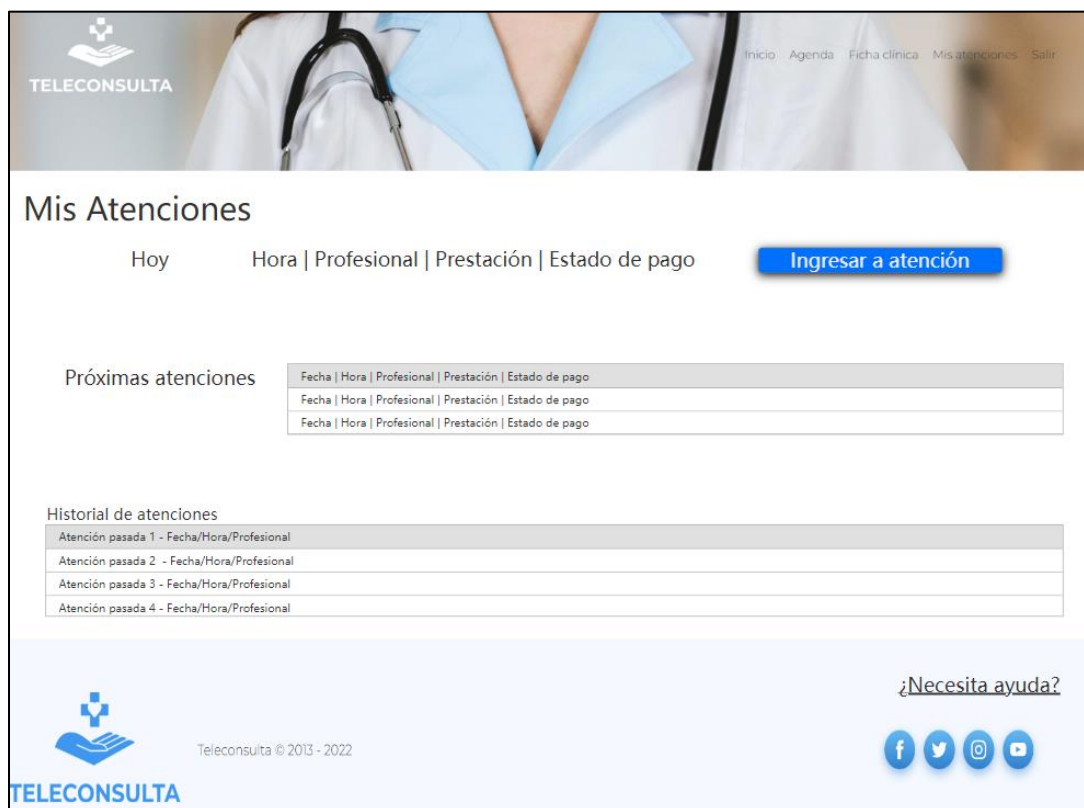 TELECONSULTA
Inicio Agenda Ficha clínica Mis atenciones Salir
Mis Atenciones
Hoy Hora | Profesional | Prestación | Estado de pago Ingresar a atención
Próximas atenciones
Fecha | Hora | Profesional | Prestación | Estado de pago
Fecha | Hora | Profesional | Prestación | Estado de pago
Fecha | Hora | Profesional | Prestación | Estado de pago
Historial de atenciones
Atención pasada 1 - Fecha/Hora/Profesional
Atención pasada 2 - Fecha/Hora/Profesional
Atención pasada 3 - Fecha/Hora/Profesional
Atención pasada 4 - Fecha/Hora/Profesional
¿Necesita ayuda?
Teleconsulta © 2013 - 2022
TELECONSULTA